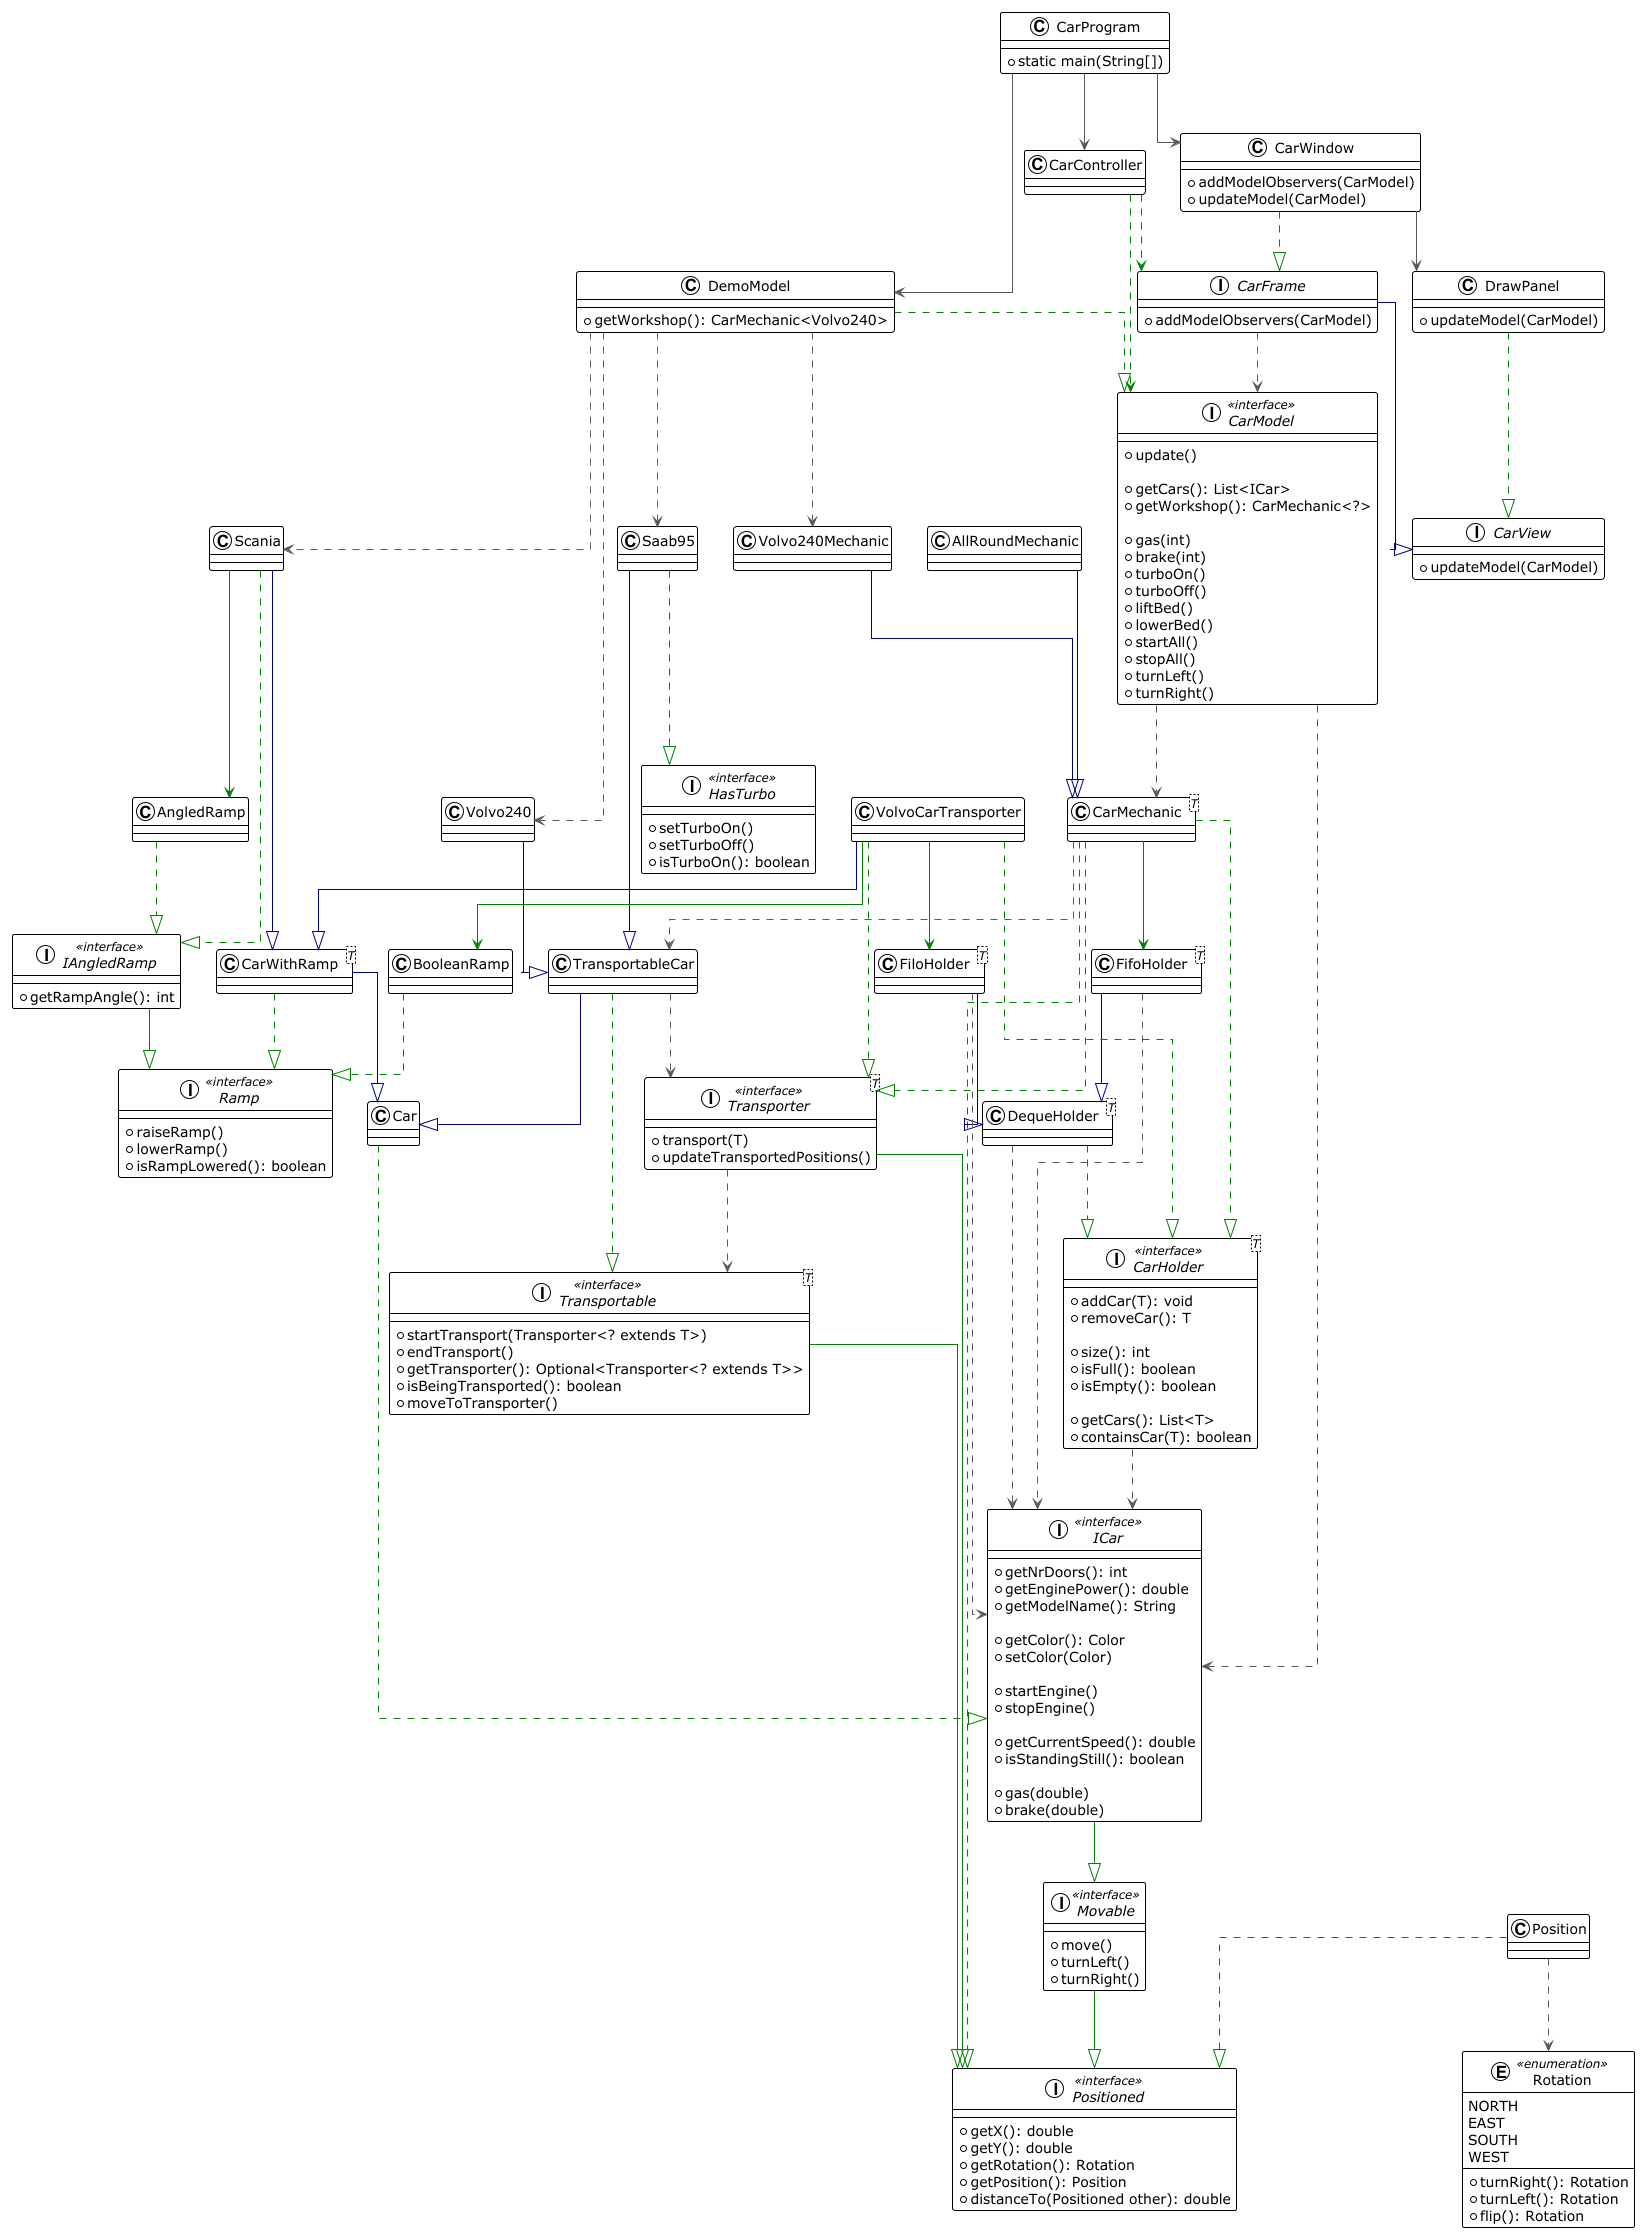 C CarProgram
static main(String[])
C CarController
C CarWindow
addModelObservers(CarModel)
updateModel(CarModel)
C DemoModel
getWorkshop(): CarMechanic<Volvo240>
I CarFrame
addModelObservers(CarModel)
C DrawPanel
updateModel(CarModel)
«interface»
I CarModel
update()
getCars(): List<ICar>
getWorkshop(): CarMechanic<?>
gas(int)
brake(int)
turboOn()
turboOff()
liftBed()
lowerBed()
startAll()
stopAll()
turnLeft()
turnRight()
C Scania
C Saab95
C Volvo240Mechanic
C AllRoundMechanic
I CarView
updateModel(CarModel)
C AngledRamp
C Volvo240
«interface»
I HasTurbo
setTurboOn()
setTurboOff()
isTurboOn(): boolean
C VolvoCarTransporter
C CarMechanic T
«interface»
I IAngledRamp
getRampAngle(): int
C CarWithRamp T
C BooleanRamp
C TransportableCar
C FiloHolder T
C FifoHolder T
«interface»
I Ramp
raiseRamp()
lowerRamp()
isRampLowered(): boolean
C Car
«interface»
I Transporter T
transport(T)
updateTransportedPositions()
C DequeHolder T
«interface»
I Transportable T
startTransport(Transporter<? extends T>)
endTransport()
getTransporter(): Optional<Transporter<? extends T>>
isBeingTransported(): boolean
moveToTransporter()
«interface»
I CarHolder T
addCar(T): void
removeCar(): T
size(): int
isFull(): boolean
isEmpty(): boolean
getCars(): List<T>
containsCar(T): boolean
«interface»
I ICar
getNrDoors(): int
getEnginePower(): double
getModelName(): String
getColor(): Color
setColor(Color)
startEngine()
stopEngine()
getCurrentSpeed(): double
isStandingStill(): boolean
gas(double)
brake(double)
«interface»
I Movable
move()
turnLeft()
turnRight()
C Position
«interface»
I Positioned
getX(): double
getY(): double
getRotation(): Rotation
getPosition(): Position
distanceTo(Positioned other): double
«enumeration»
E Rotation
NORTH
EAST
SOUTH
WEST
turnRight(): Rotation
turnLeft(): Rotation
flip(): Rotation